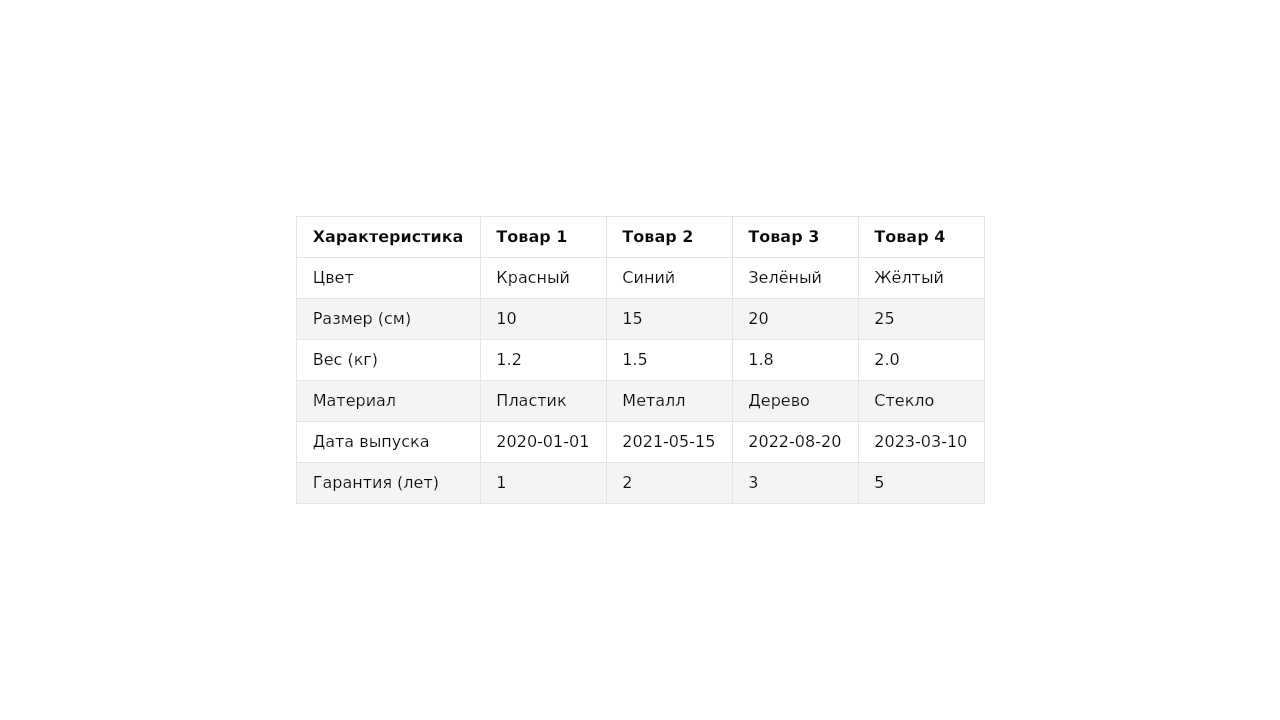 Характеристика Товар 1 Товар 2 Товар 3 Товар 4
Цвет Красный Синий Зелёный Жёлтый
Размер (см) 10 15 20 25
Вес (кг) 1.2 1.5 1.8 2.0
Материал Пластик Металл Дерево Стекло
Дата выпуска 2020-01-01 2021-05-15 2022-08-20 2023-03-10
Гарантия (лет) 1 2 3 5